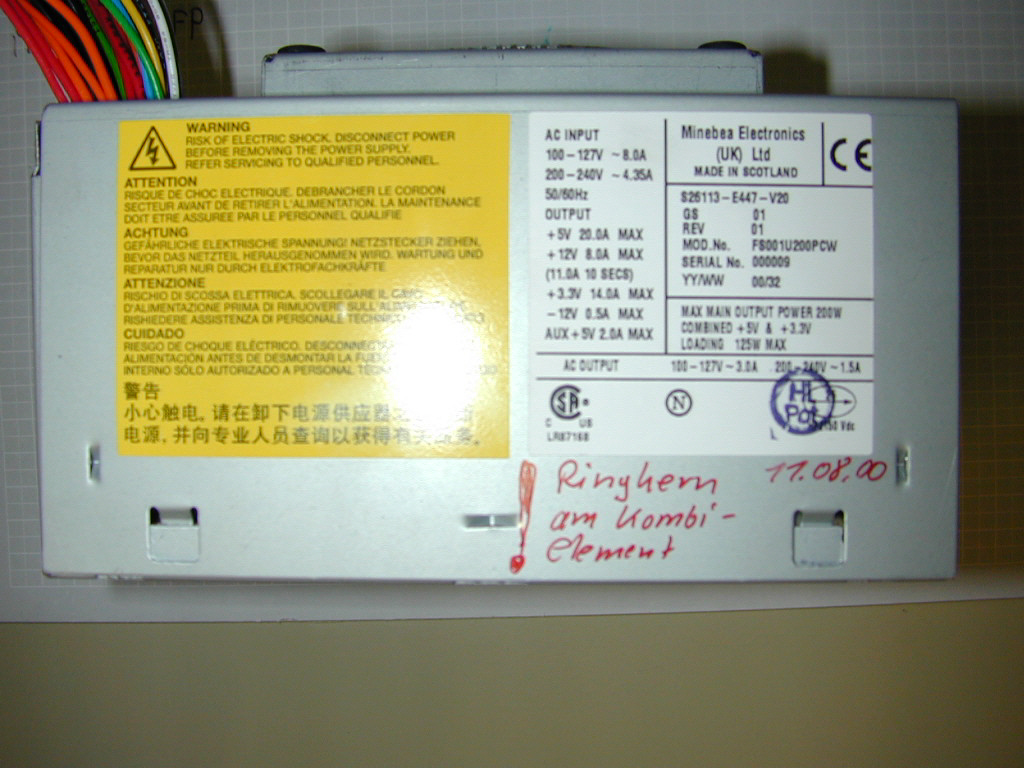 FP
WARNING
RISK OF ELECTRIC SHOCK. DISCONNECT POWER
BEFORE REMOVING THE POWER SUPPLY.
REFER SERVICING TO QUALIFIED PERSONNEL.
ATTENTION
RISQUE DE CHOC ELECTRIQUE. DEBRANCHER LE CORDON
SECTEUR AVANT DE RETIRER L'ALIMENTATION. LA MAINTENANCE
DOIT ETRE ASSUREE PAR LE PERSONNEL QUALIFIE
ACHTUNG
GEFÄHRLICHE ELEKTRISCHE SPANNUNG! NETZSTECKER ZIEHEN,
BEVOR DAS NETZTEIL HERAUSGENOMMEN WIRD. WARTUNG UND
REPARATUR NUR DURCH ELEKTROFACHKRÄFTE
ATTENZIONE
RISCHIO DI SCOSSA ELETTRICA. SCOLLEGARE IL
D'ALIMENTAZIONE PRIMA DI RIMUOVERE
RISHIEDERE ASSISTENZA DI PERSONALE
CUIDADO
RIESGO DE CHOQUE ELÉCTRICO.
ALIMENTACIÓN ANTES DE DESMONTAR LA
INTERNO SÓLO AUTORIZADO A PERSONAL
警告
小心触电. 请在卸下电源供应
电源, 并向专业人员查询以获得有
AC INPUT
100-127V ~ 8.0A
200-240V ~ 4.35A
50/60Hz
OUTPUT
+5V 20.0A MAX
+12V 8.0A MAX
(11.0A 10 SECS)
+3.3V 14.0A MAX
-12V 0.5A MAX
AUX+5V 2.0A MAX
Minebea Electronics
(UK) Ltd
MADE IN SCOTLAND
CE
S26113-E447-V20
GS 01
REV 01
MOD.No. FS001U200PCW
SERIAL No. 000009
YY/WW 00/32
MAX MAIN OUTPUT POWER 200W
COMBINED +5V & +3.3V
LOADING 125W MAX
AC OUTPUT 100-127V~3.0A 200-240V~1.5A
SA
C US
LR87168
N
HL
Pot
Vdc
! Ringkern 11.08.00
am Kombi-
Element